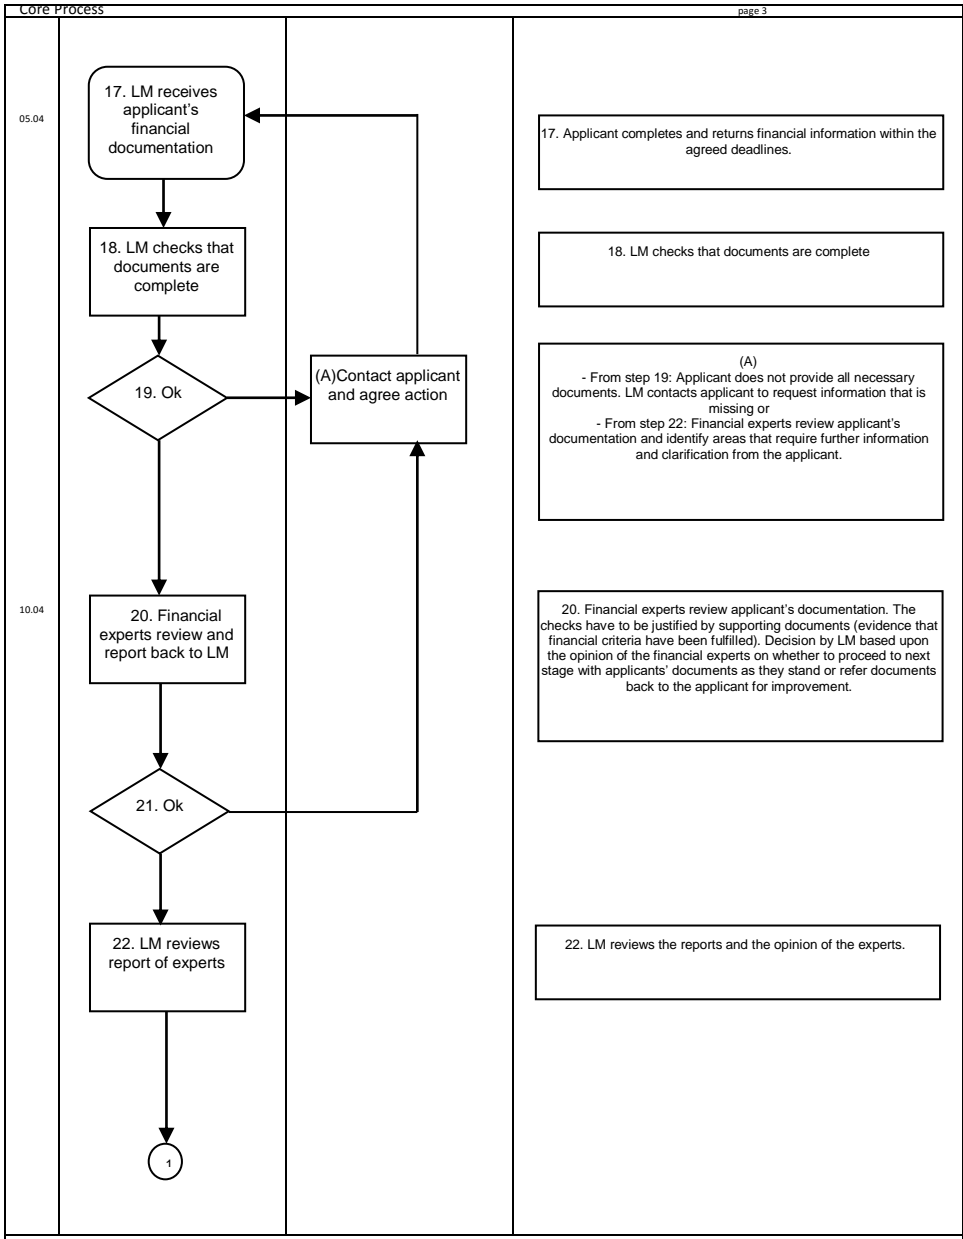 Core Process
page 3
05.04
17. LM receives
applicant's
financial
documentation
17. Applicant completes and returns financial information within the
agreed deadlines.
18. LM checks that
documents are
complete
18. LM checks that documents are complete
19. Ok
(A)Contact applicant
and agree action
(A)
- From step 19: Applicant does not provide all necessary
documents. LM contacts applicant to request information that is
missing or
- From step 22: Financial experts review applicant's
documentation and identify areas that require further information
and clarification from the applicant.
10.04
20. Financial
experts review and
report back to LM
20. Financial experts review applicant's documentation. The
checks have to be justified by supporting documents (evidence that
financial criteria have been fulfilled). Decision by LM based upon
the opinion of the financial experts on whether to proceed to next
stage with applicants' documents as they stand or refer documents
back to the applicant for improvement.
21. Ok
22. LM reviews
report of experts
22. LM reviews the reports and the opinion of the experts.
1